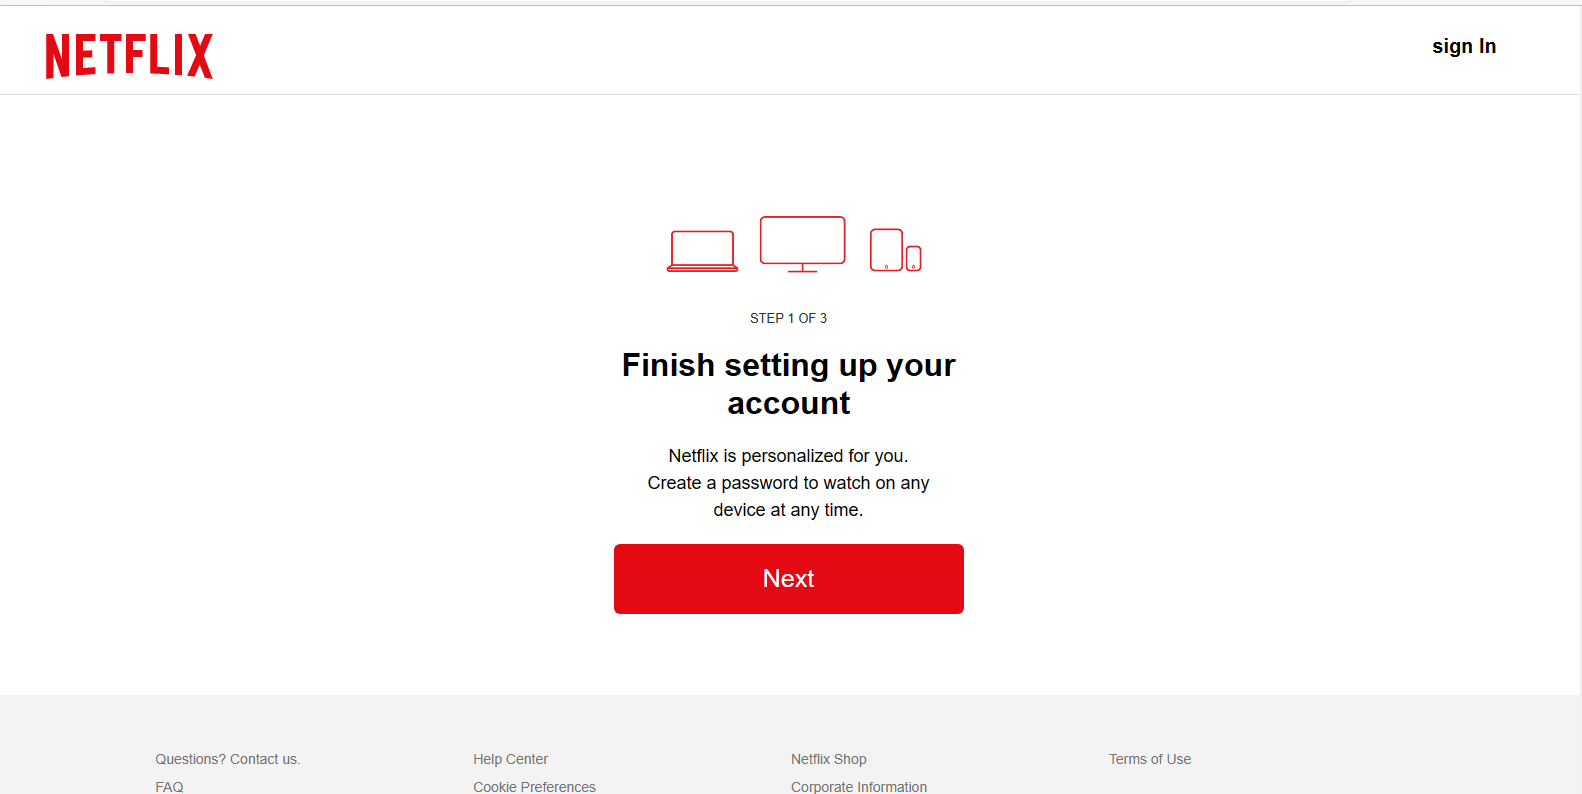 NETFLIX
sign In
STEP 1 OF 3
Finish setting up your
account
Netflix is personalized for you.
Create a password to watch on any
device at any time.
Next
Questions? Contact us.
Help Center
Netflix Shop
Terms of Use
FAQ
Cookie Preferences
Corporate Information